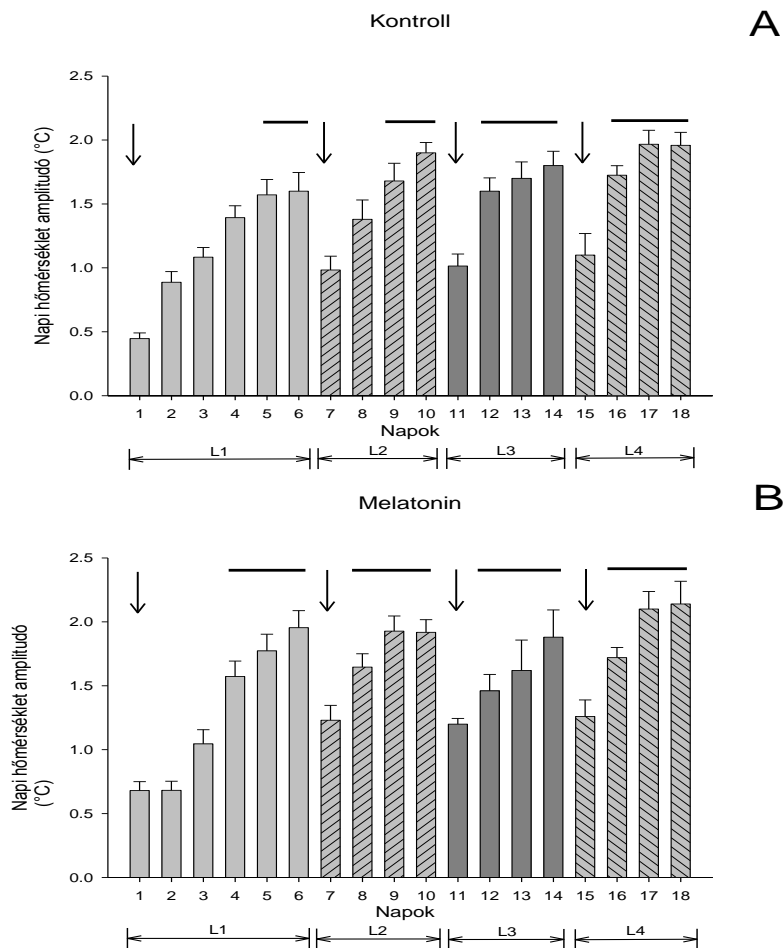 Kontroll
A
Napi hőmérséklet amplitudó (°C)
2.5
2.0
1.5
1.0
0.5
0.0
1 2 3 4 5 6 7 8 9 10 11 12 13 14 15 16 17 18
Napok
L1 L2 L3 L4
Melatonin
B
Napi hőmérséklet amplitudó
(°C)
2.5
2.0
1.5
1.0
0.5
0.0
1 2 3 4 5 6 7 8 9 10 11 12 13 14 15 16 17 18
Napok
L1 L2 L3 L4